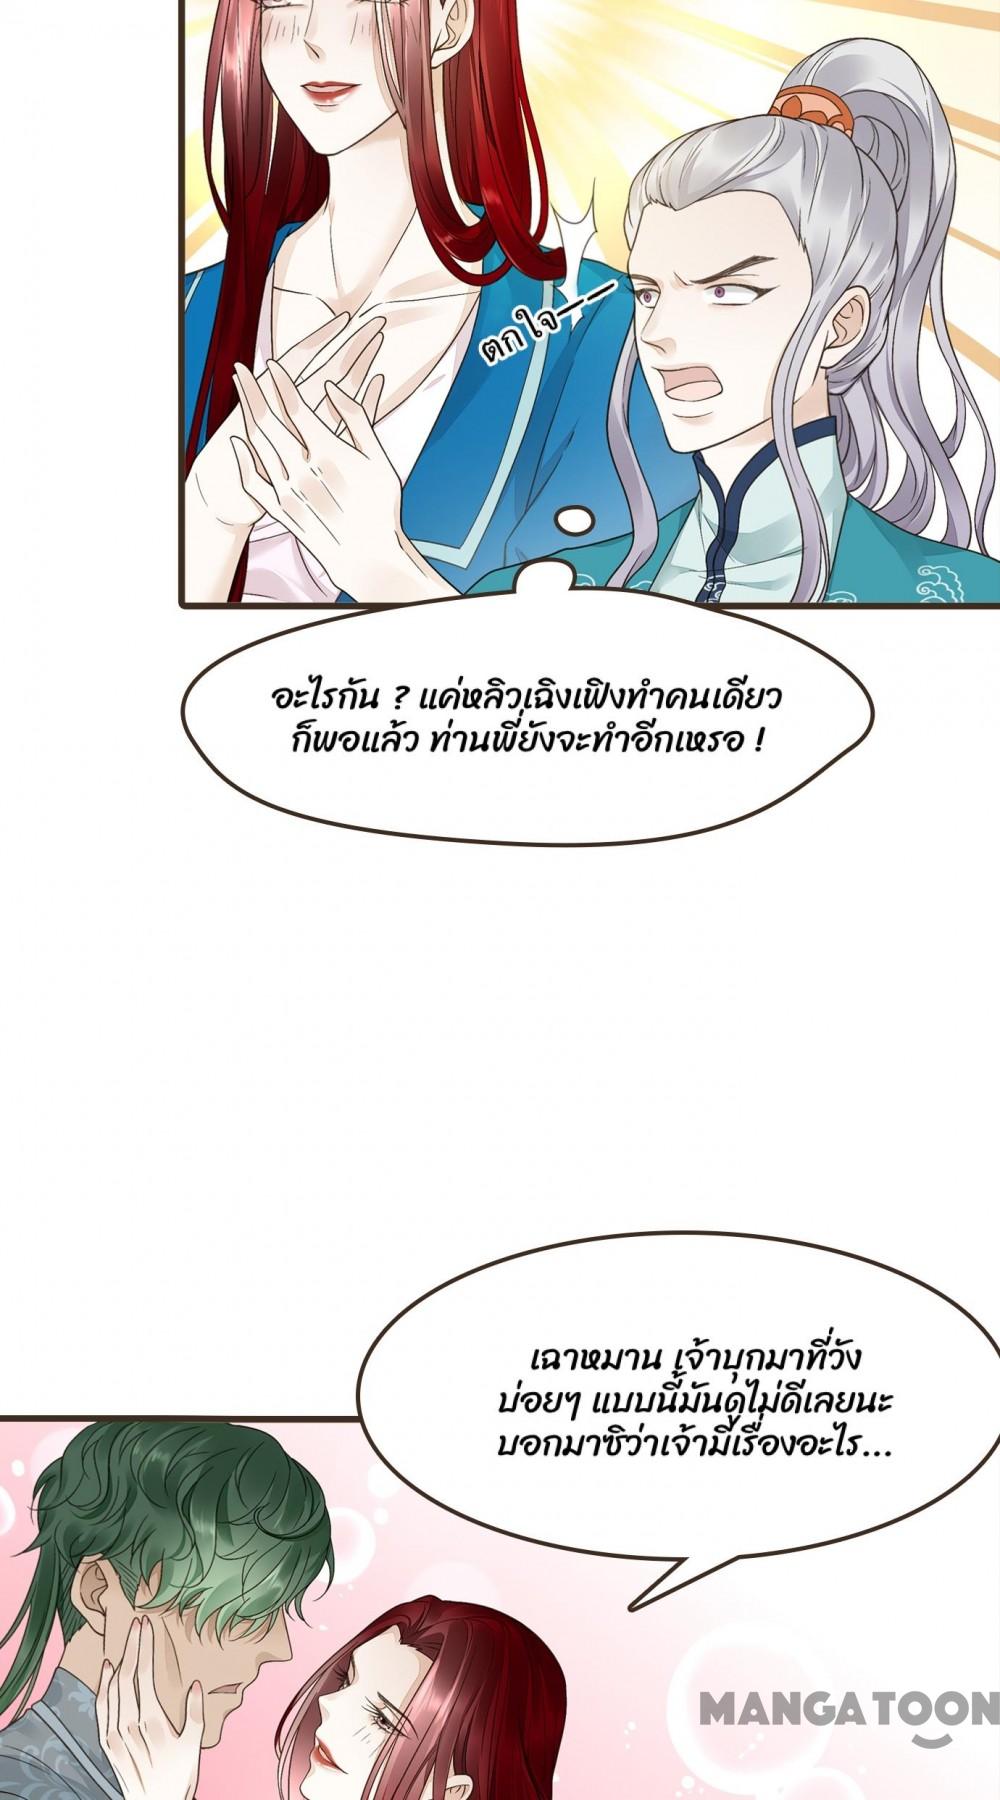 ตกใจ——
อะไรกัน ? แค่หลิวเฉิงเฟิงทำคนเดียว
ก็พอแล้ว ท่านพี่ยังจะทำอีกเหรอ !
เฉาหมาน เจ้าบุกมาที่วัง
บ่อยๆ แบบนี้มันดูไม่ดีเลยนะ
บอกมาซิว่าเจ้ามีเรื่องอะไร...
MANGATOON